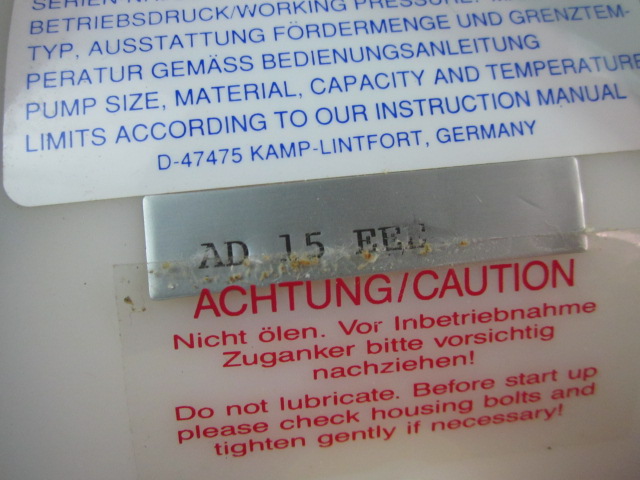 BETRIEBSDRUCK/WORKING PRESSURE:
TYP, AUSSTATTUNG FÖRDERMENGE UND GRENZTEM-
PERATUR GEMÄSS BEDIENUNGSANLEITUNG
PUMP SIZE, MATERIAL, CAPACITY AND TEMPERATURE
LIMITS ACCORDING TO OUR INSTRUCTION MANUAL
D-47475 KAMP-LINTFORT, GERMANY
AD 15 EEE
ACHTUNG/CAUTION
Nicht ölen. Vor Inbetriebnahme
Zuganker bitte vorsichtig
nachziehen!
Do not lubricate. Before start up
please check housing bolts and
tighten gently if necessary!